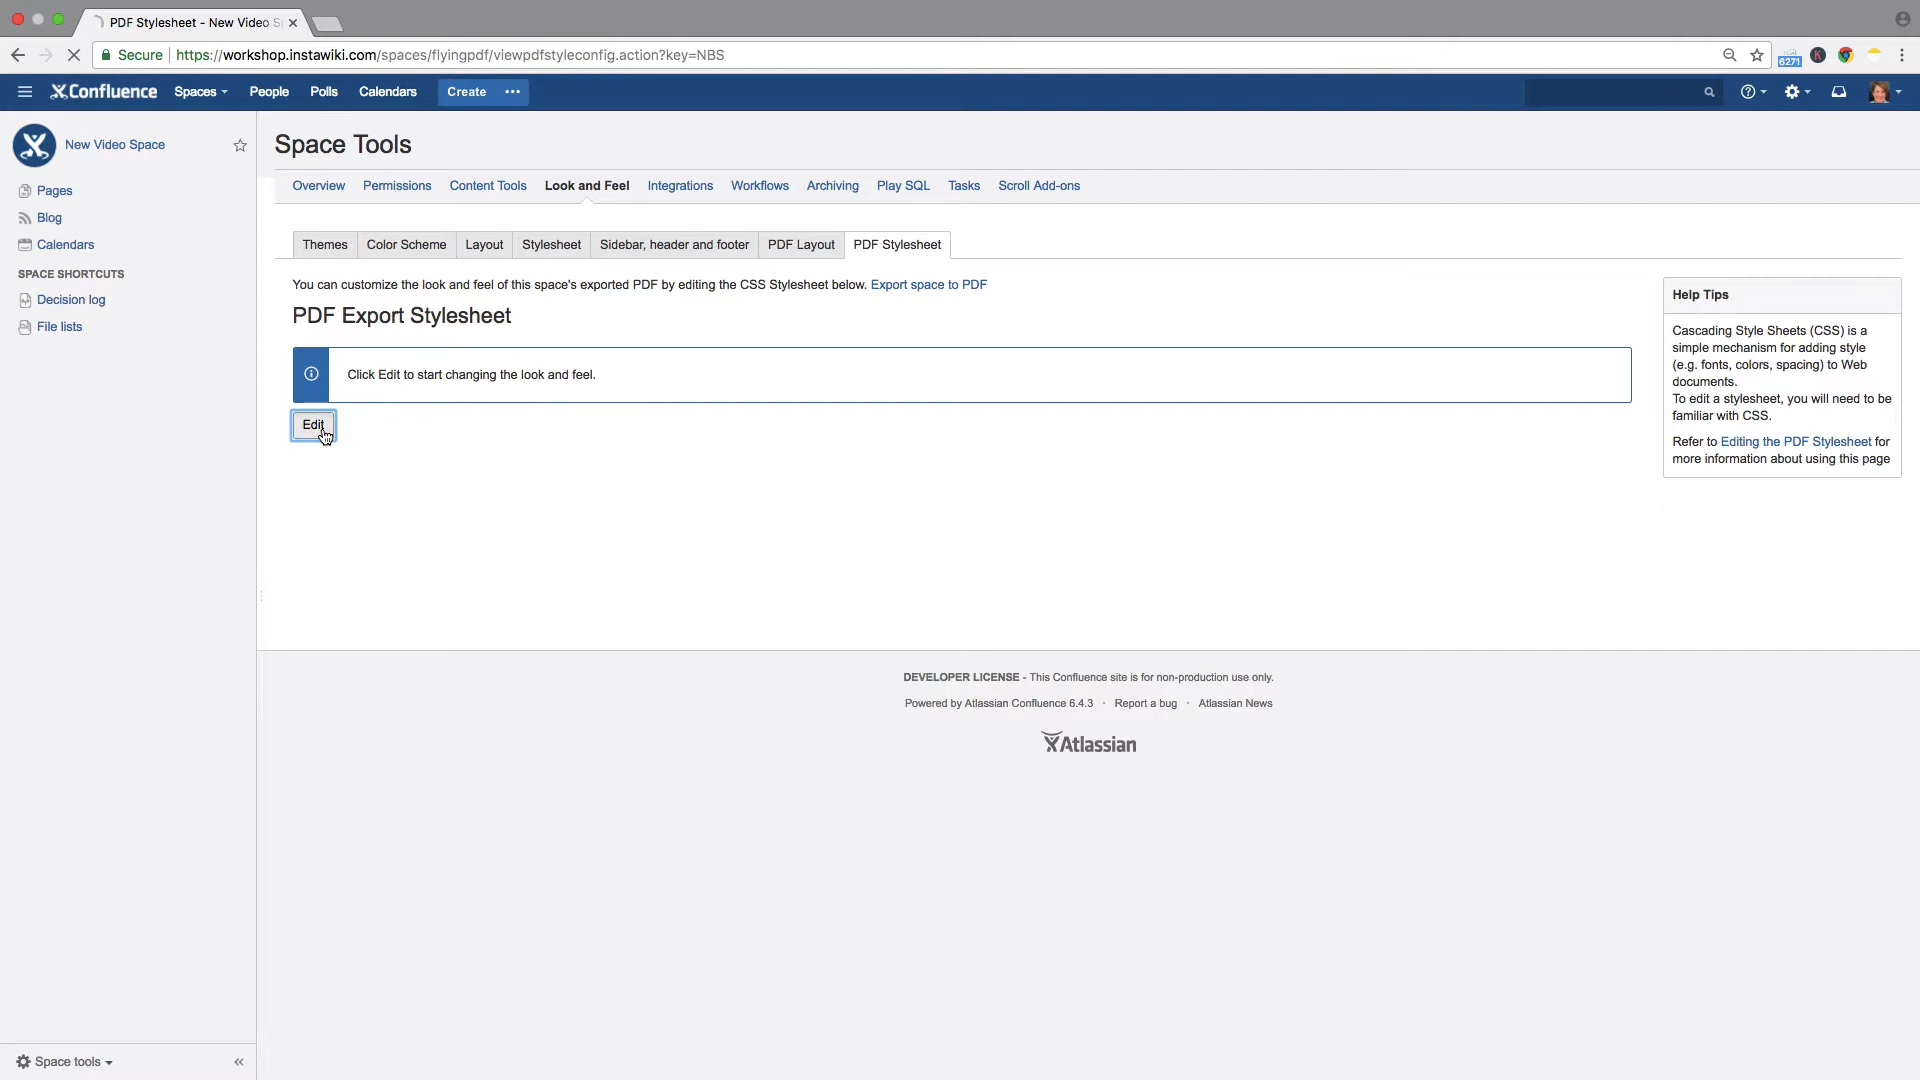 PDF Stylesheet - New Video S
Secure https://workshop.instawiki.com/spaces/flyingpdf/viewpdfstyleconfig.action?key=NBS
6271
K
Confluence Spaces People Polls Calendars Create •••
New Video Space
Pages
Blog
Calendars
SPACE SHORTCUTS
Decision log
File lists
Space tools
Space Tools
Overview Permissions Content Tools Look and Feel Integrations Workflows Archiving Play SQL Tasks Scroll Add-ons
Themes Color Scheme Layout Stylesheet Sidebar, header and footer PDF Layout PDF Stylesheet
You can customize the look and feel of this space's exported PDF by editing the CSS Stylesheet below. Export space to PDF
PDF Export Stylesheet
Click Edit to start changing the look and feel.
Edit
Help Tips
Cascading Style Sheets (CSS) is a
simple mechanism for adding style
(e.g. fonts, colors, spacing) to Web
documents.
To edit a stylesheet, you will need to be
familiar with CSS.
Refer to Editing the PDF Stylesheet for
more information about using this page
DEVELOPER LICENSE - This Confluence site is for non-production use only.
Powered by Atlassian Confluence 6.4.3 · Report a bug · Atlassian News
Atlassian